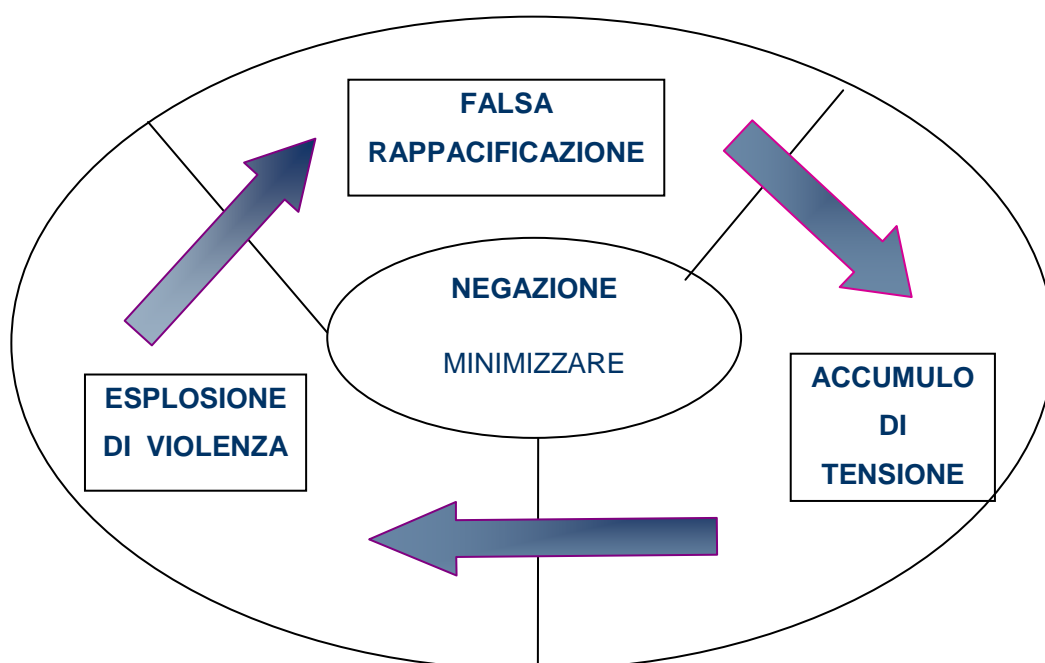 FALSA
RAPPACIFICAZIONE
NEGAZIONE
MINIMIZZARE
ESPLOSIONE
DI VIOLENZA
ACCUMULO
DI
TENSIONE